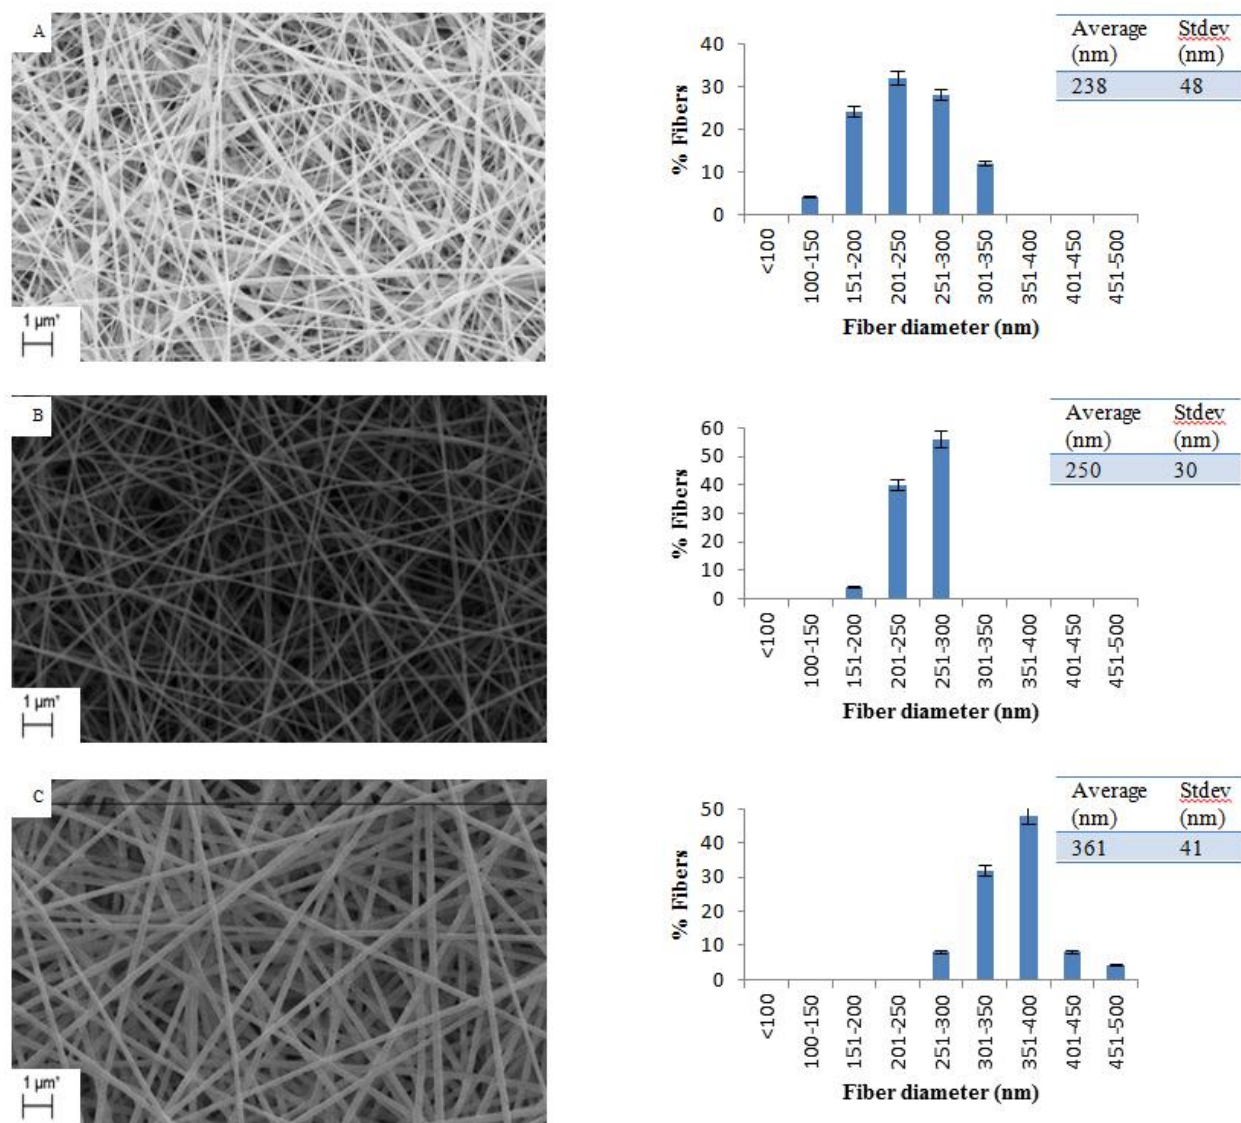 A
1 µm*
40
30
20
10
0
% Fibers
<100
100-150
151-200
201-250
251-300
301-350
351-400
401-450
451-500
Fiber diameter (nm)
Average Stdev
(nm) (nm)
238 48
B
1 µm*
60
50
40
30
20
10
0
% Fibers
<100
100-150
151-200
201-250
251-300
301-350
351-400
401-450
451-500
Fiber diameter (nm)
Average Stdev
(nm) (nm)
250 30
C
1 µm*
50
40
30
20
10
0
% Fibers
<100
100-150
151-200
201-250
251-300
301-350
351-400
401-450
451-500
Fiber diameter (nm)
Average Stdev
(nm) (nm)
361 41